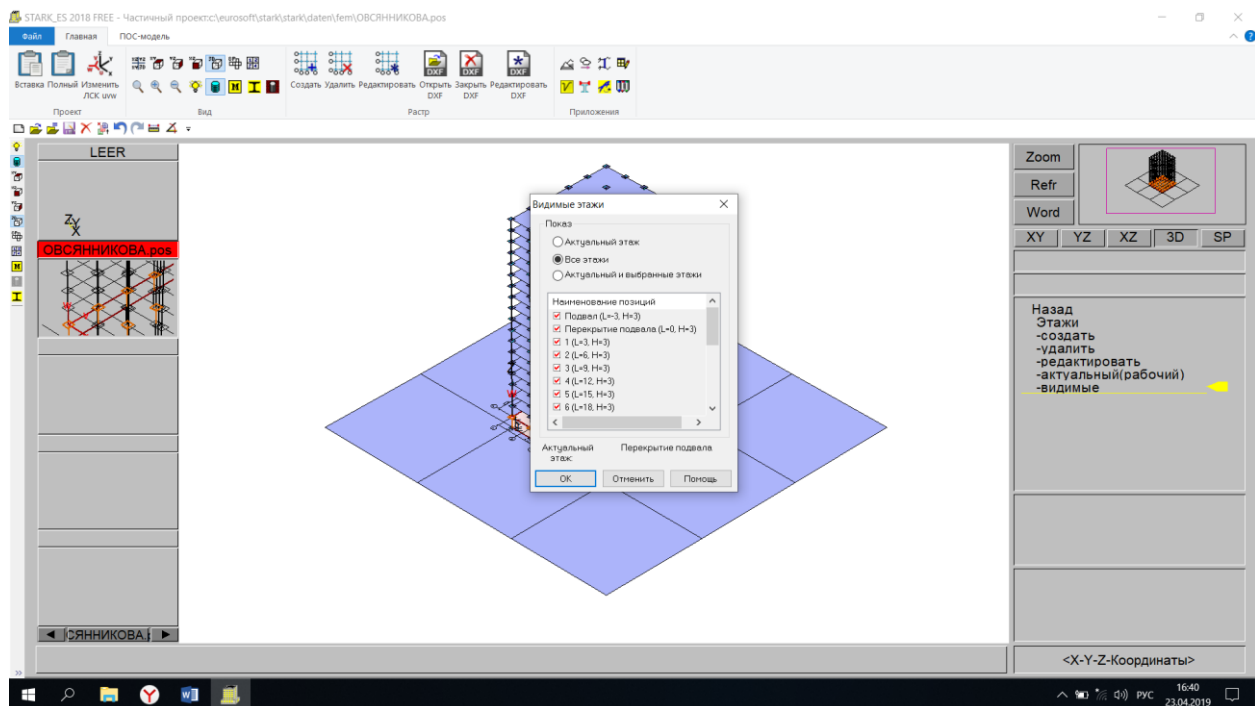 STARK_ES 2018 FREE - Частичный проект:c:\eurosoft\stark\stark\daten\fem\ОВСЯННИКОВА.pos
Файл Главная ПОС-модель
Вставка Полный Изменить ЛСК uvw
Создать Удалить Редактировать Открыть DXF Закрыть DXF Редактировать DXF
Проект Вид Растр Приложения
LEER
Z Y X
ОВСЯННИКОВА.pos
Видимые этажи
Показ
Актуальный этаж
Все этажи
Актуальный и выбранные этажи
Наименование позиций
Подвал (L=-3, H=3)
Перекрытие подвала (L=0, H=3)
1 (L=3, H=3)
2 (L=6, H=3)
3 (L=9, H=3)
4 (L=12, H=3)
5 (L=15, H=3)
6 (L=18, H=3)
Актуальный этаж: Перекрытие подвала
OK Отменить Помощь
Zoom
Refr
Word
XY YZ XZ 3D SP
Назад
Этажи
-создать
-удалить
-редактировать
-актуальный(рабочий)
-видимые
<X-Y-Z-Координаты>
РУС
16:40
23.04.2019